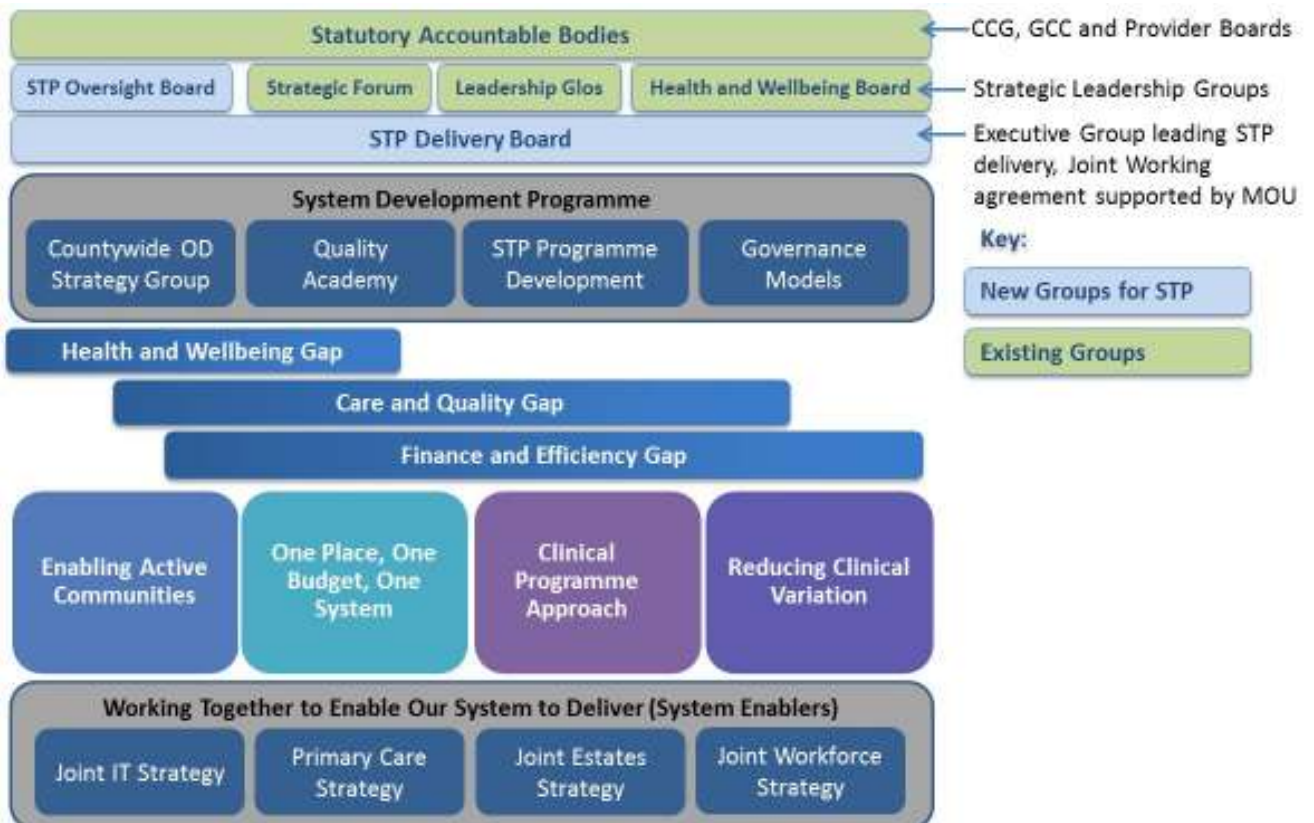 Statutory Accountable Bodies
CCG, GCC and Provider Boards
STP Oversight Board
Strategic Forum
Leadership Glos
Health and Wellbeing Board
Strategic Leadership Groups
STP Delivery Board
Executive Group leading STP
delivery, Joint Working
agreement supported by MOU
System Development Programme
Countywide OD
Strategy Group
Quality
Academy
STP Programme
Development
Governance
Models
Key:
New Groups for STP
Existing Groups
Health and Wellbeing Gap
Care and Quality Gap
Finance and Efficiency Gap
Enabling Active
Communities
One Place, One
Budget, One
System
Clinical
Programme
Approach
Reducing Clinical
Variation
Working Together to Enable Our System to Deliver (System Enablers)
Joint IT Strategy
Primary Care
Strategy
Joint Estates
Strategy
Joint Workforce
Strategy